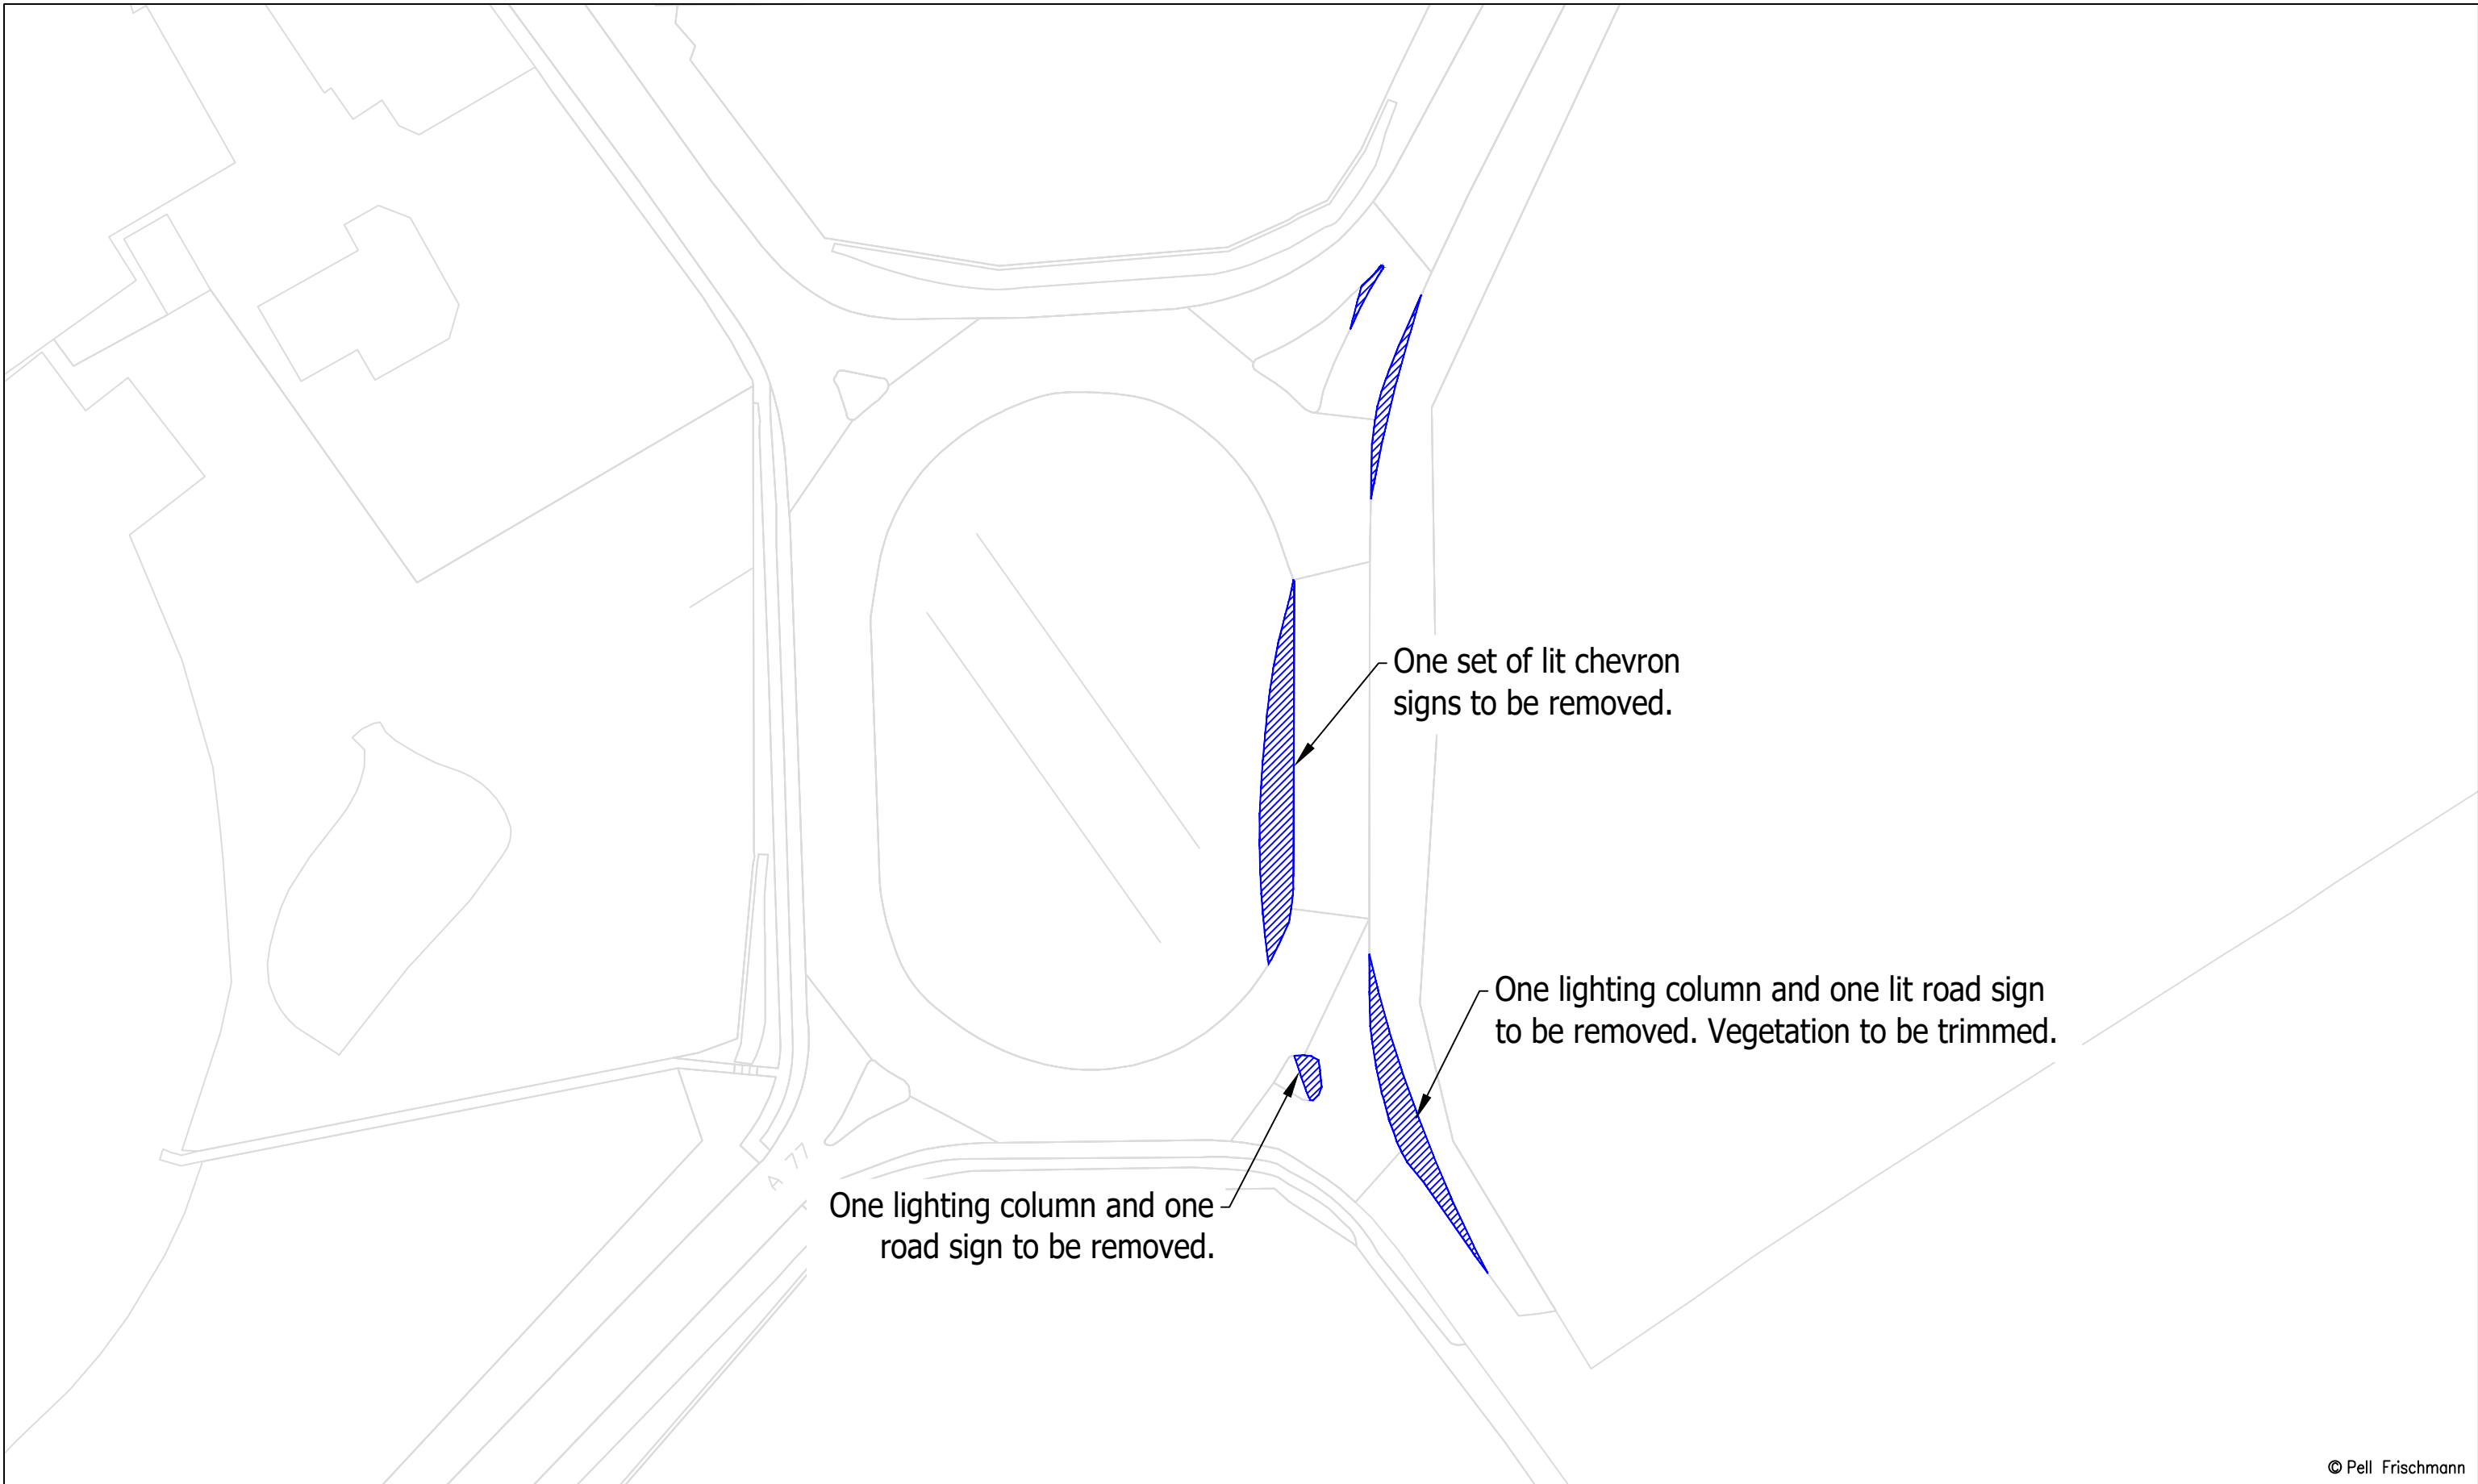 One set of lit chevron
signs to be removed.
One lighting column and one lit road sign
to be removed. Vegetation to be trimmed.
One lighting column and one
road sign to be removed.
© Pell Frischmann